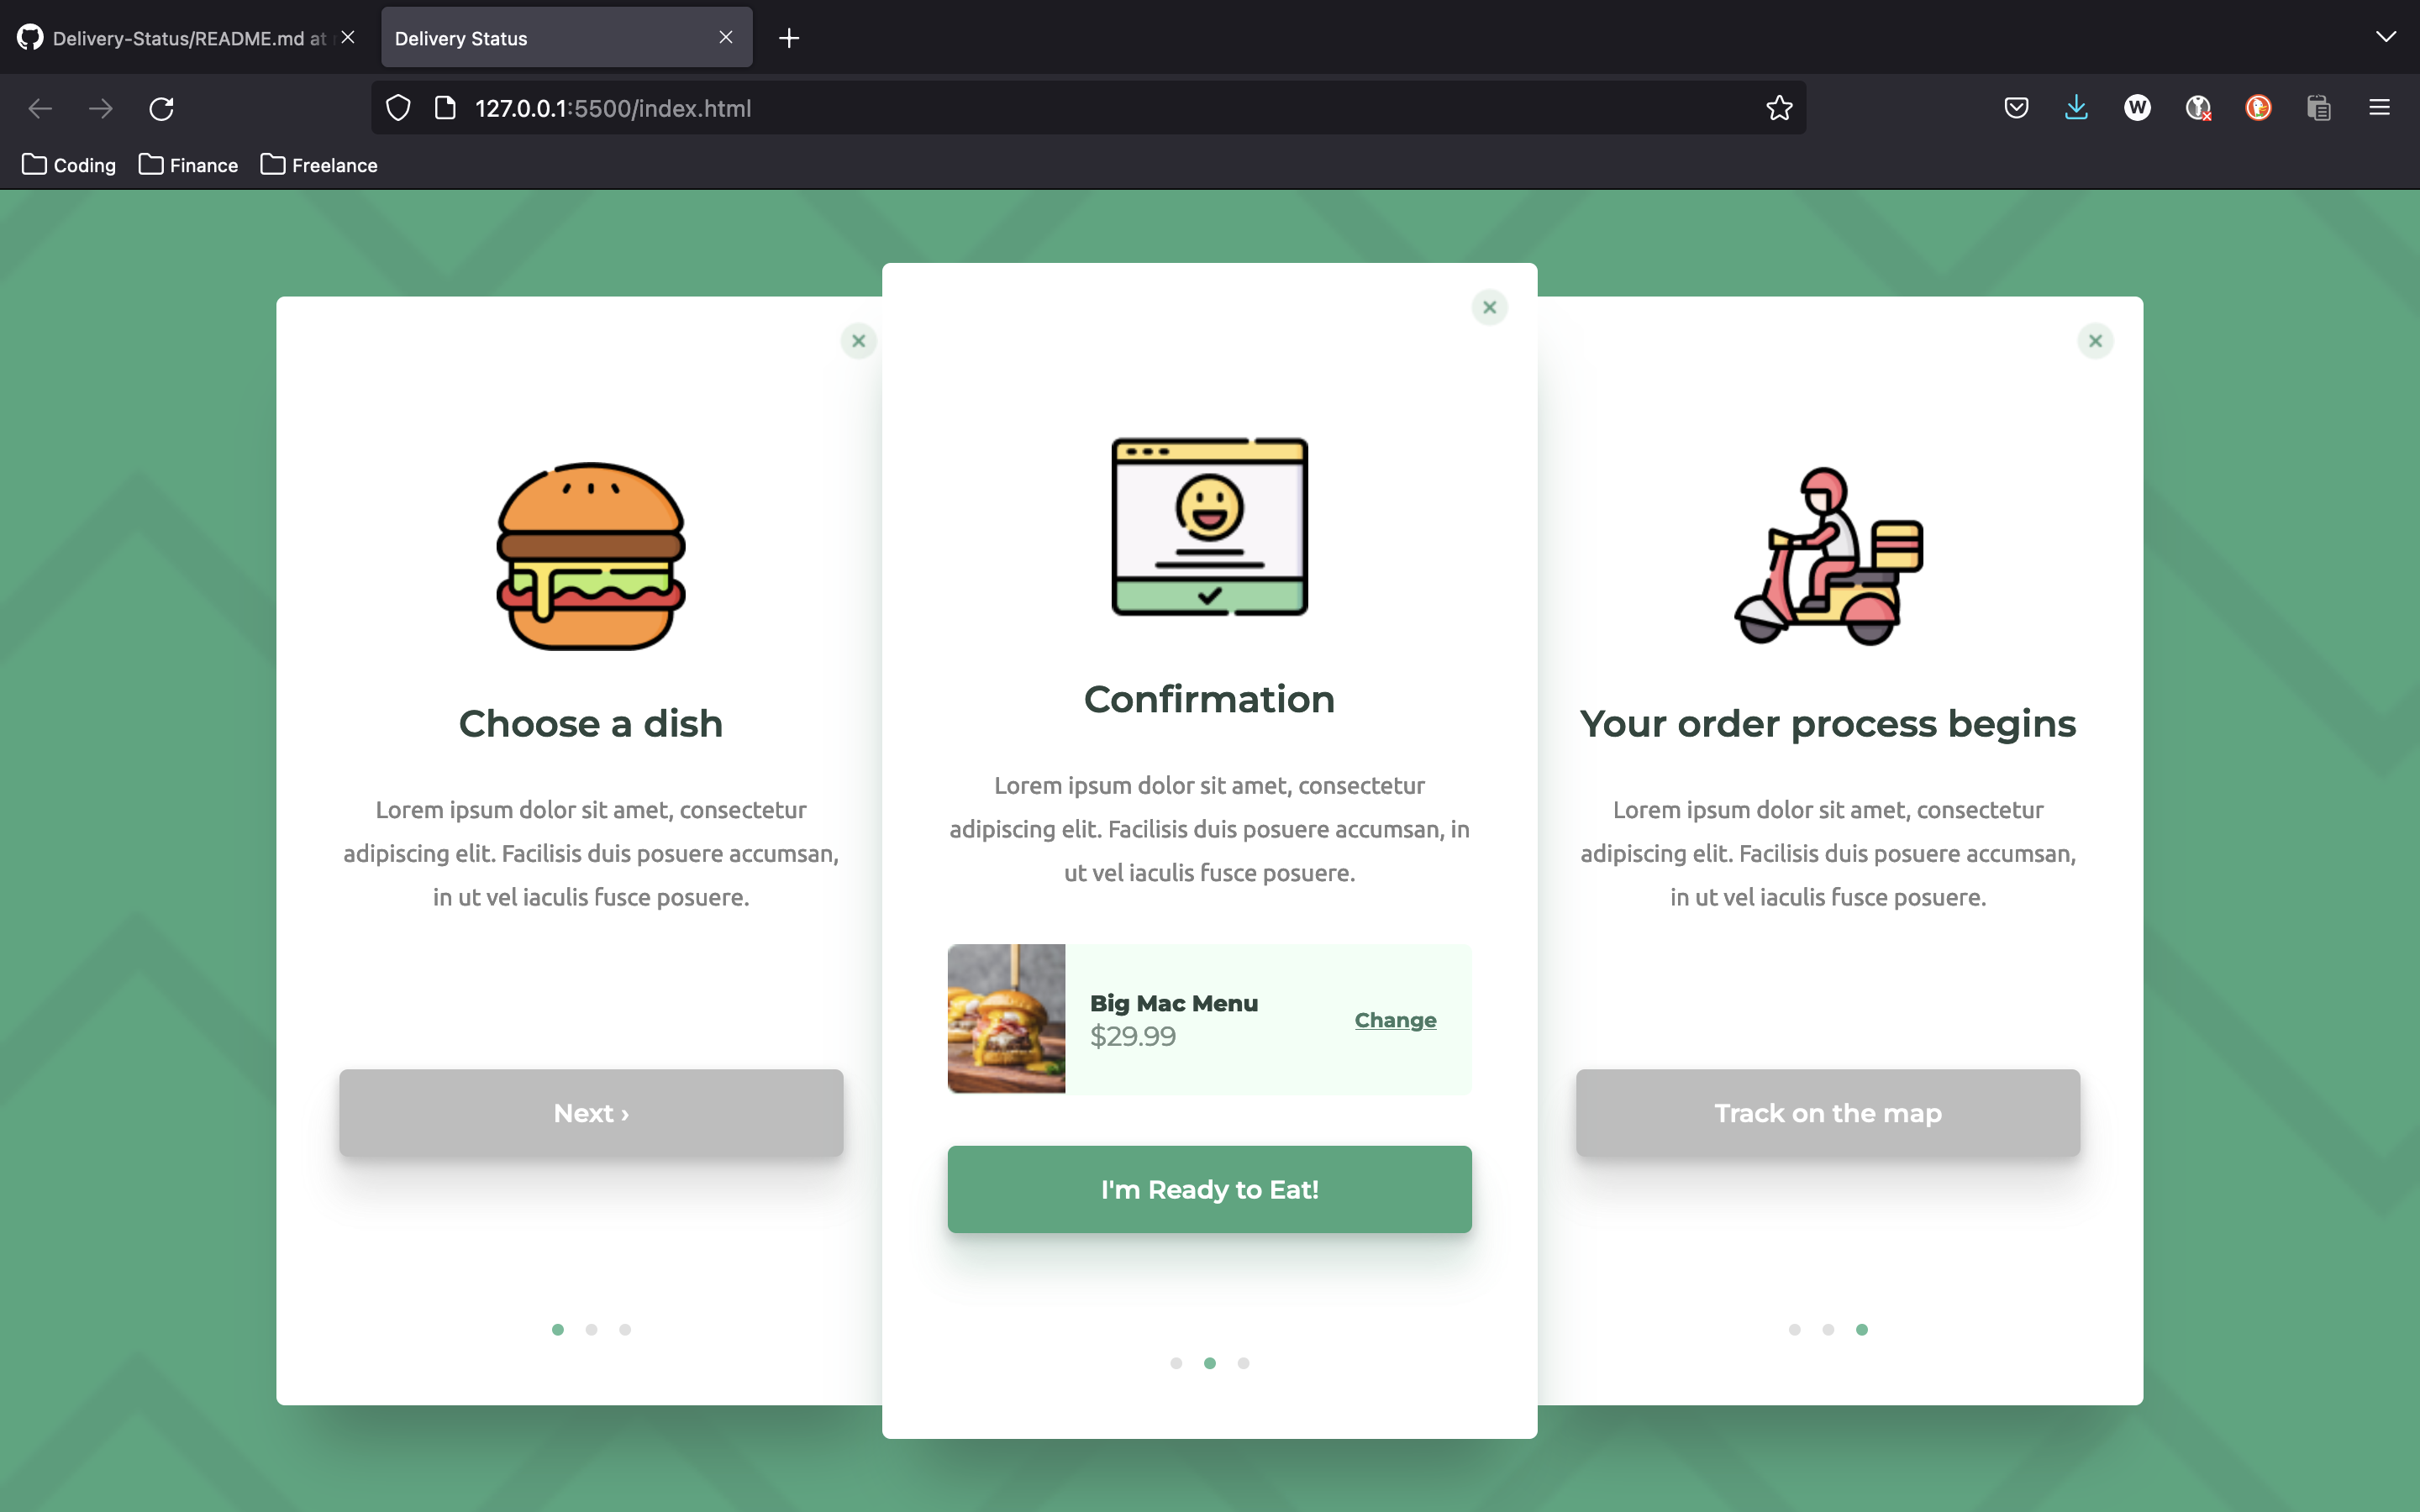 Delivery-Status/README.md at
Delivery Status
127.0.0.1:5500/index.html
W
Coding
Finance
Freelance
Choose a dish
Lorem ipsum dolor sit amet, consectetur
adipiscing elit. Facilisis duis posuere accumsan,
in ut vel iaculis fusce posuere.
Next ›
Confirmation
Lorem ipsum dolor sit amet, consectetur
adipiscing elit. Facilisis duis posuere accumsan, in
ut vel iaculis fusce posuere.
Big Mac Menu
$29.99
Change
I'm Ready to Eat!
Your order process begins
Lorem ipsum dolor sit amet, consectetur
adipiscing elit. Facilisis duis posuere accumsan,
in ut vel iaculis fusce posuere.
Track on the map